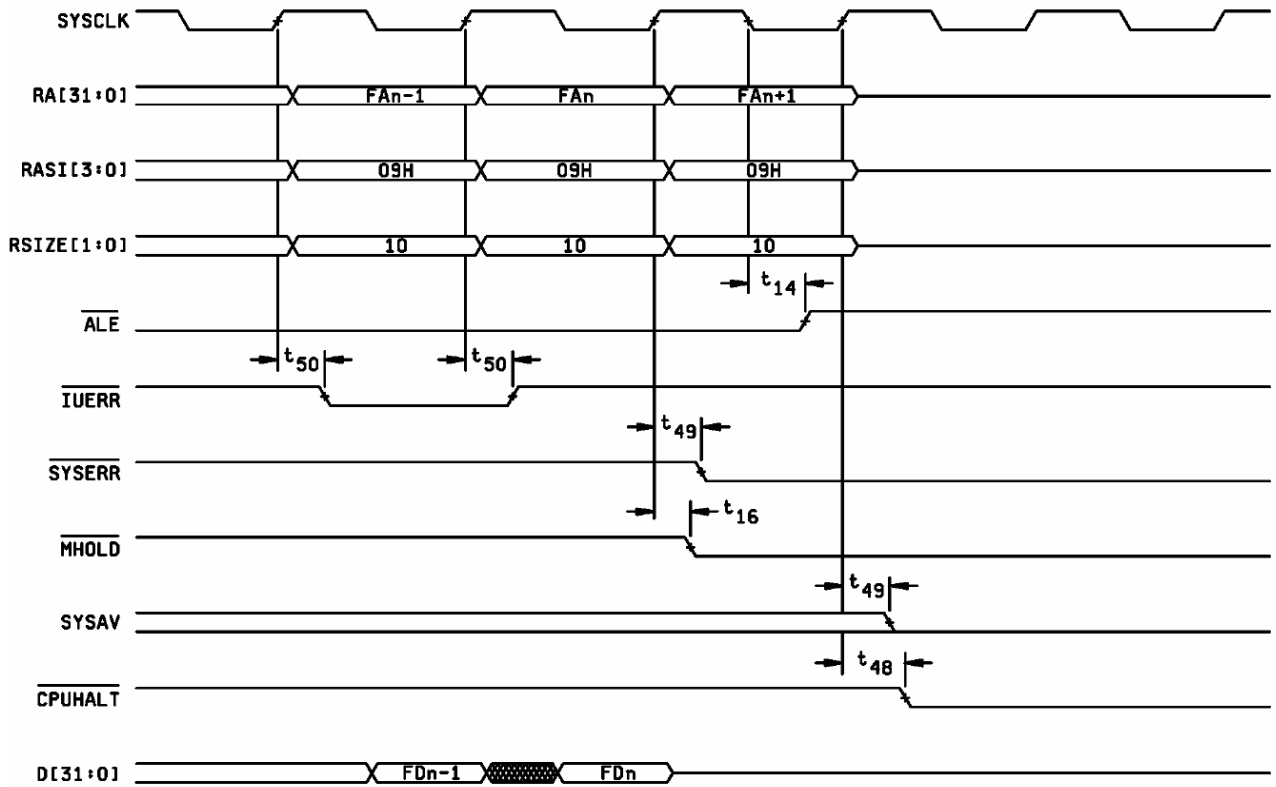 SYSCLK
RA[31:0] FAn-1 FAn FAn+1
RASI[3:0] 09H 09H 09H
RSIZE[1:0] 10 10 10
t14
ALE
t50 t50
IUERR
t49
SYSERR
t16
MHOLD
t49
SYSAV
t48
CPUHALT
D[31:0] FDn-1 FDn